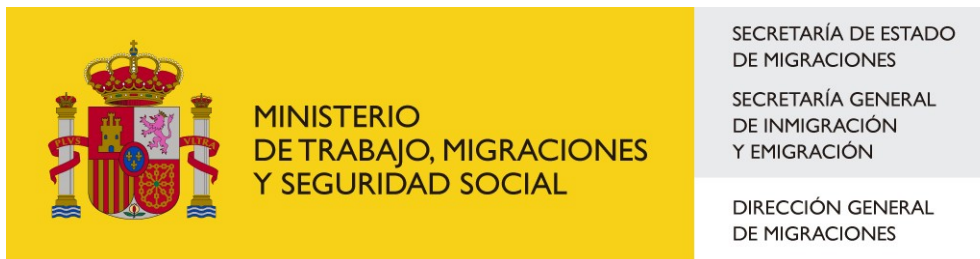 PLVS VLTRA
MINISTERIO
DE TRABAJO, MIGRACIONES
Y SEGURIDAD SOCIAL
SECRETARÍA DE ESTADO
DE MIGRACIONES
SECRETARÍA GENERAL
DE INMIGRACIÓN
Y EMIGRACIÓN
DIRECCIÓN GENERAL
DE MIGRACIONES